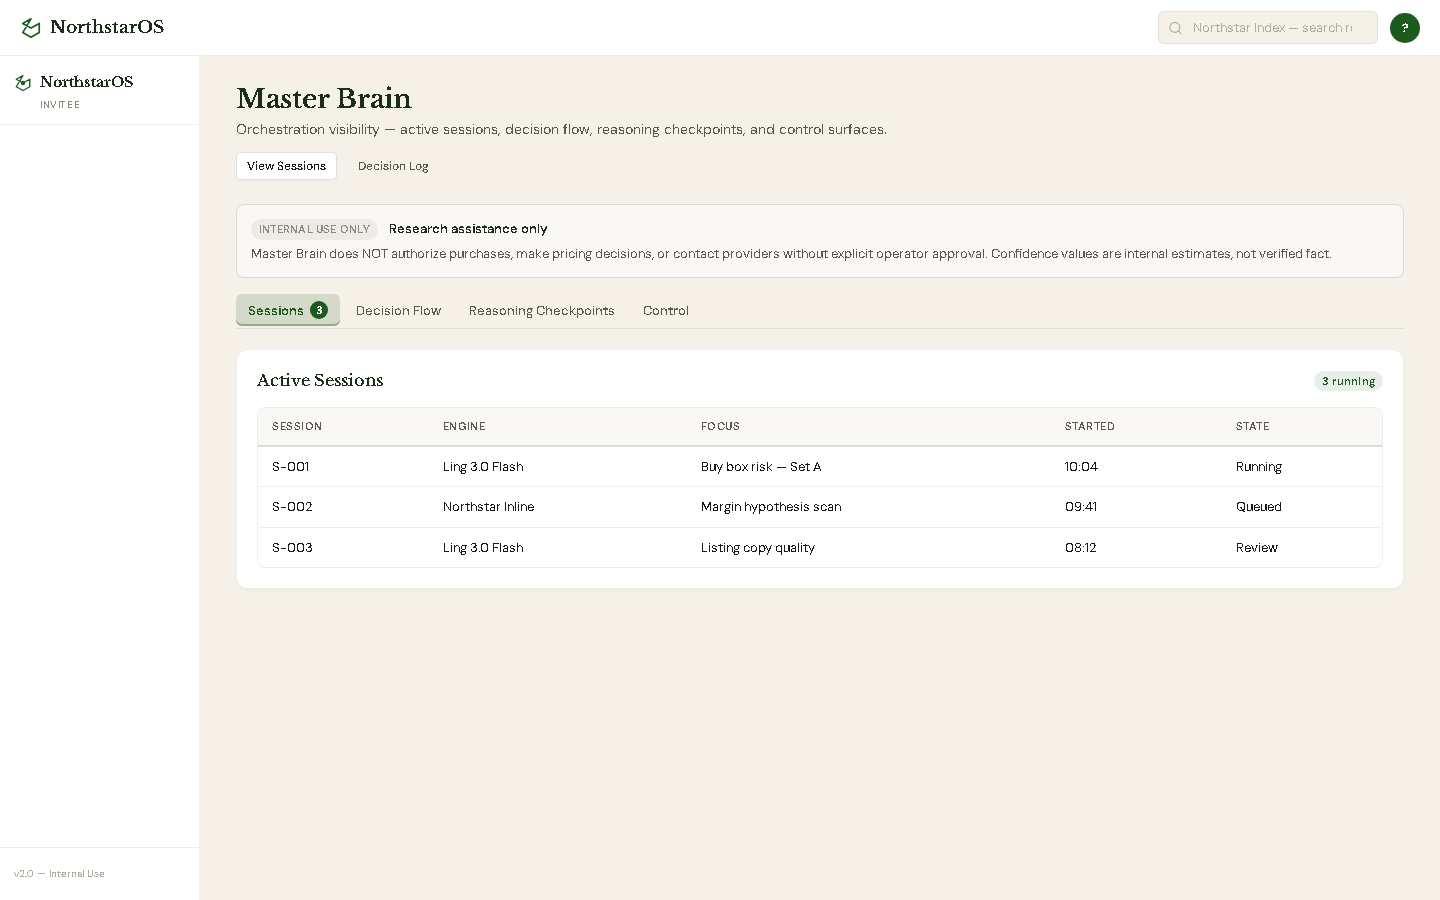 NorthstarOS
Northstar Index — search r
?
NorthstarOS
INVITEE
Master Brain
Orchestration visibility — active sessions, decision flow, reasoning checkpoints, and control surfaces.
View Sessions
Decision Log
INTERNAL USE ONLY Research assistance only
Master Brain does NOT authorize purchases, make pricing decisions, or contact providers without explicit operator approval. Confidence values are internal estimates, not verified fact.
Sessions 3 Decision Flow Reasoning Checkpoints Control
Active Sessions
3 running
SESSION ENGINE FOCUS STARTED STATE
S-001 Ling 3.0 Flash Buy box risk — Set A 10:04 Running
S-002 Northstar Inline Margin hypothesis scan 09:41 Queued
S-003 Ling 3.0 Flash Listing copy quality 08:12 Review
v2.0 — Internal Use